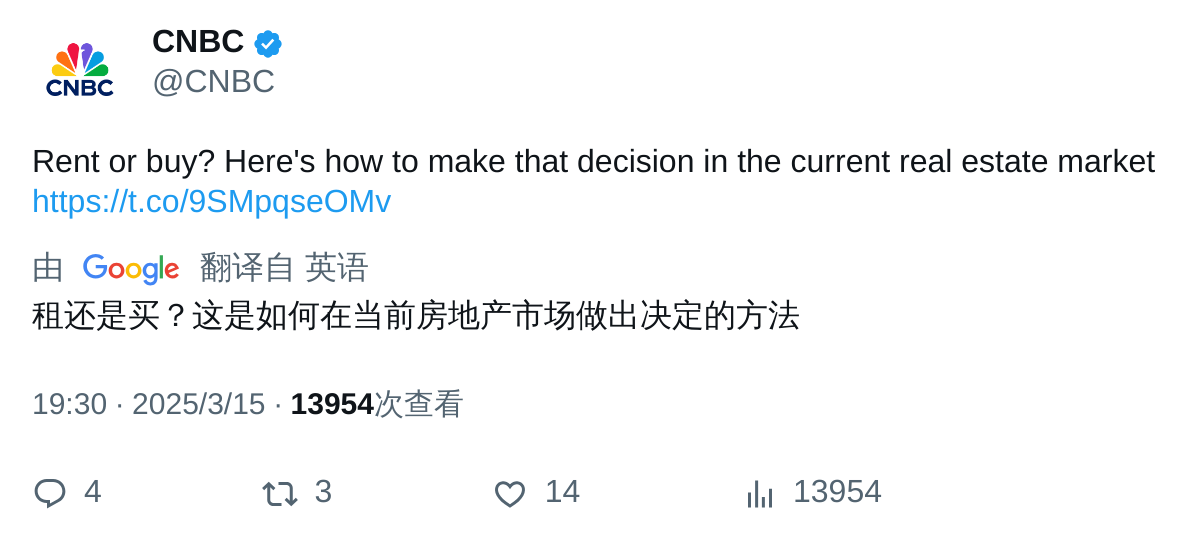 CNBC
CNBC
@CNBC
Rent or buy? Here's how to make that decision in the current real estate market
https://t.co/9SMpqseOMv
由 Google 翻译自 英语
租还是买？这是如何在当前房地产市场做出决定的方法
19:30 · 2025/3/15 · 13954次查看
4 3 14 13954